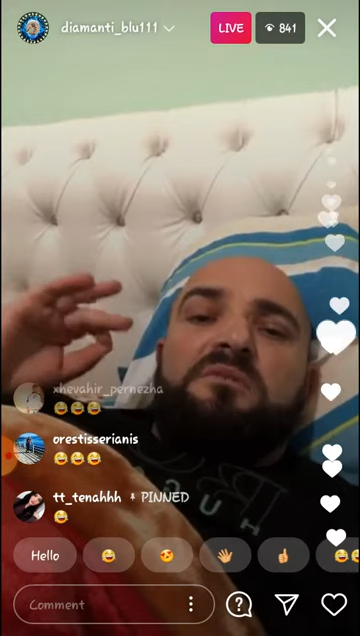 diamanti_blu111
LIVE
841
xhevahir_pernezha
orestisserianis
tt_tenahhh PINNED
Hello
Comment